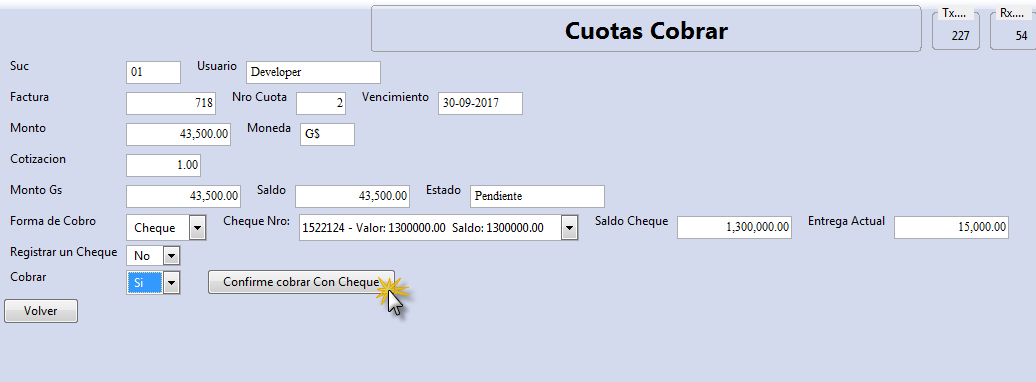 Cuotas Cobrar
Tx....
227
Rx....
54
Suc 01 Usuario Developer
Factura 718 Nro Cuota 2 Vencimiento 30-09-2017
Monto 43,500.00 Moneda G$
Cotizacion 1.00
Monto Gs 43,500.00 Saldo 43,500.00 Estado Pendiente
Forma de Cobro Cheque Cheque Nro: 1522124 - Valor: 1300000.00 Saldo: 1300000.00 Saldo Cheque 1,300,000.00 Entrega Actual 15,000.00
Registrar un Cheque No
Cobrar Si Confirme cobrar Con Cheque
Volver